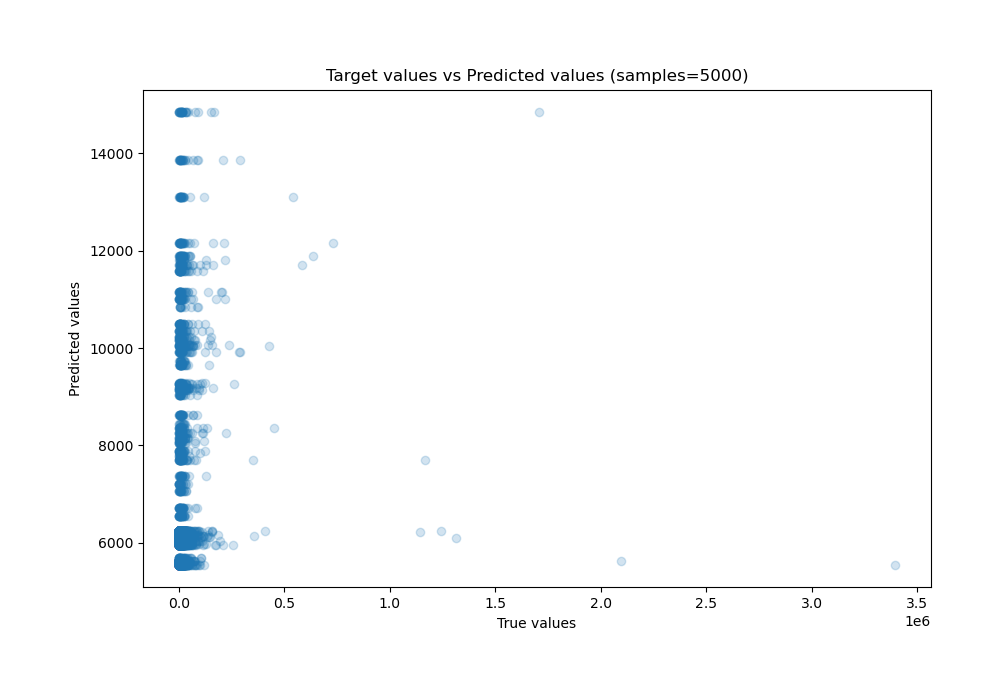 Target values vs Predicted values (samples=5000)
Predicted values
14000
12000
10000
8000
6000
0.0 0.5 1.0 1.5 2.0 2.5 3.0 3.5
1e6
True values